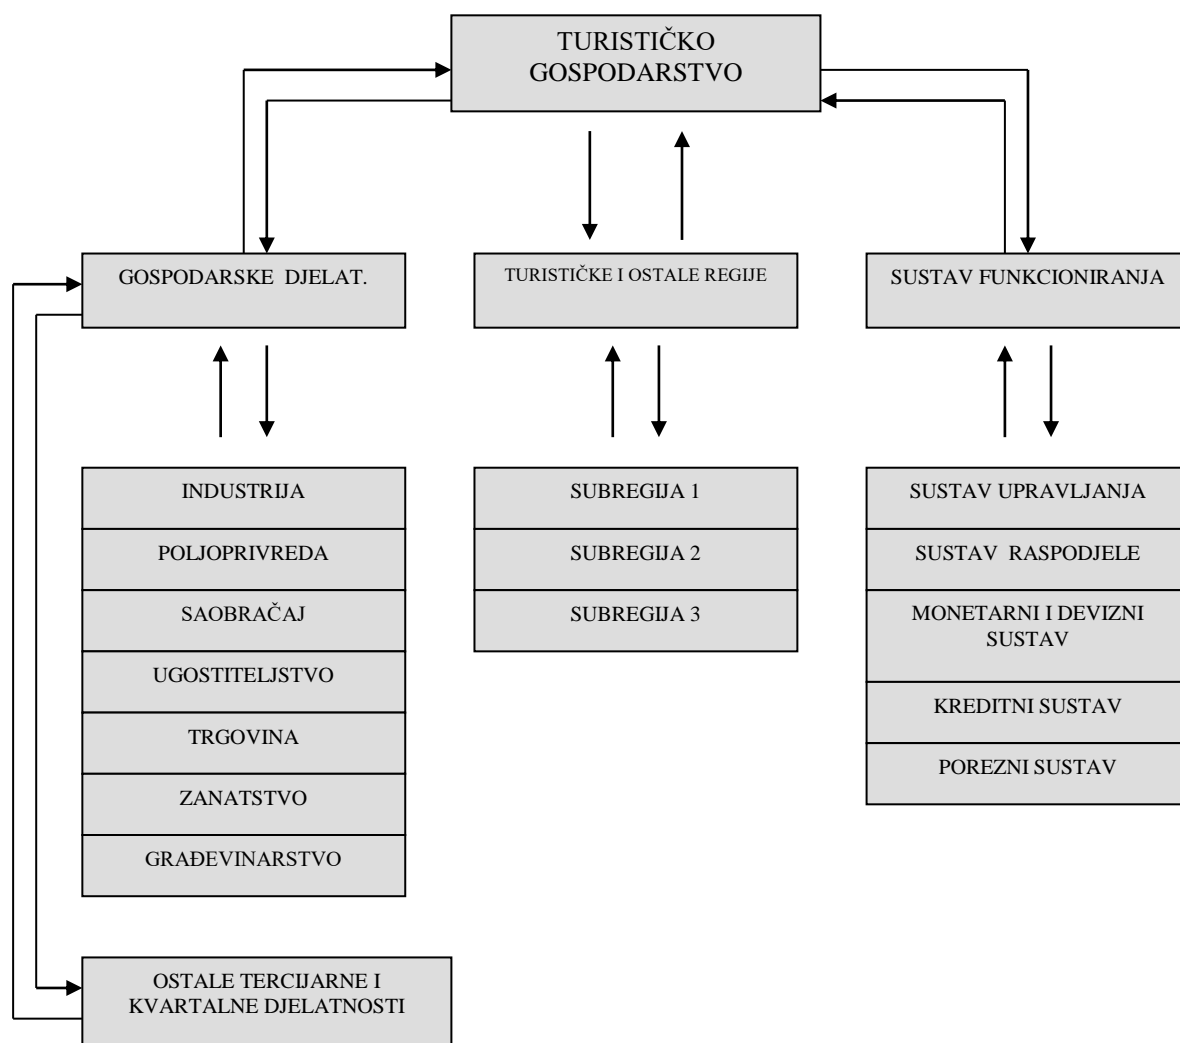 TURISTIČKO
GOSPODARSTVO
GOSPODARSKE DJELAT.
TURISTIČKE I OSTALE REGIJE
SUSTAV FUNKCIONIRANJA
INDUSTRIJA
POLJOPRIVREDA
SAOBRAČAJ
UGOSTITELJSTVO
TRGOVINA
ZANATSTVO
GRAĐEVINARSTVO
SUBREGIJA 1
SUBREGIJA 2
SUBREGIJA 3
SUSTAV UPRAVLJANJA
SUSTAV RASPODJELE
MONETARNI I DEVIZNI
SUSTAV
KREDITNI SUSTAV
POREZNI SUSTAV
OSTALE TERCIJARNE I
KVARTALNE DJELATNOSTI